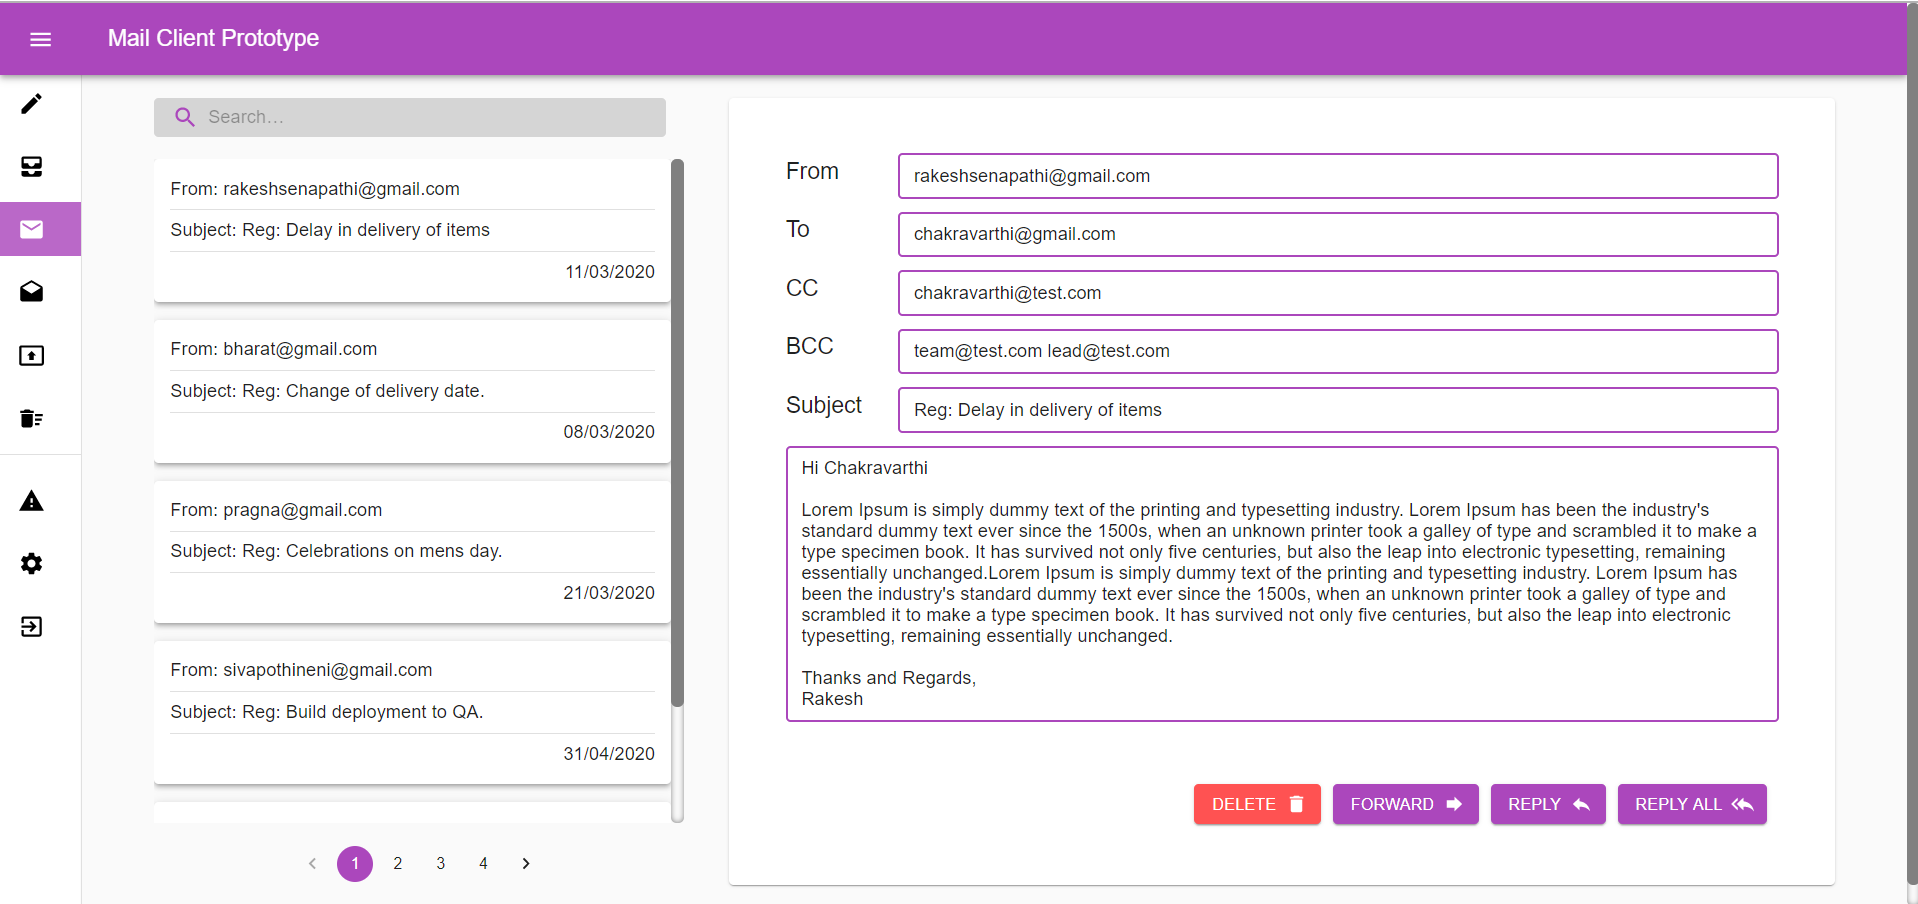 Mail Client Prototype
Search...
From: rakeshsenapathi@gmail.com
Subject: Reg: Delay in delivery of items
11/03/2020
From: bharat@gmail.com
Subject: Reg: Change of delivery date.
08/03/2020
From: pragna@gmail.com
Subject: Reg: Celebrations on mens day.
21/03/2020
From: sivapothineni@gmail.com
Subject: Reg: Build deployment to QA.
31/04/2020
1 2 3 4
From rakeshsenapathi@gmail.com
To chakravarthi@gmail.com
CC chakravarthi@test.com
BCC team@test.com lead@test.com
Subject Reg: Delay in delivery of items
Hi Chakravarthi
Lorem Ipsum is simply dummy text of the printing and typesetting industry. Lorem Ipsum has been the industry's
standard dummy text ever since the 1500s, when an unknown printer took a galley of type and scrambled it to make a
type specimen book. It has survived not only five centuries, but also the leap into electronic typesetting, remaining
essentially unchanged.Lorem Ipsum is simply dummy text of the printing and typesetting industry. Lorem Ipsum has
been the industry's standard dummy text ever since the 1500s, when an unknown printer took a galley of type and
scrambled it to make a type specimen book. It has survived not only five centuries, but also the leap into electronic
typesetting, remaining essentially unchanged.
Thanks and Regards,
Rakesh
DELETE FORWARD REPLY REPLY ALL